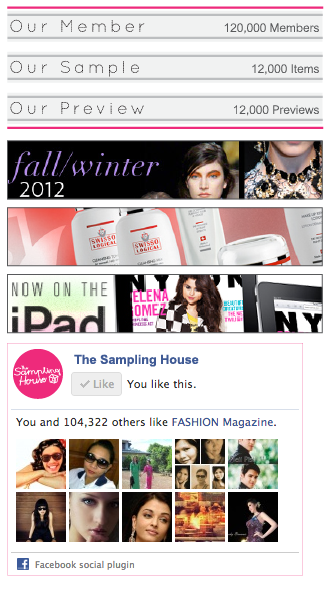 Our Member 120,000 Members
Our Sample 12,000 Items
Our Preview 12,000 Previews
fall/winter
2012
SWISSO
LOGICAL
SWISSO
LOGICAL
NOW ON THE
iPad
NYLON
SELENA
GOMEZ
BEAUTIFUL
The
Sampling
House
The Sampling House
Like You like this.
You and 104,322 others like FASHION Magazine.
Facebook social plugin